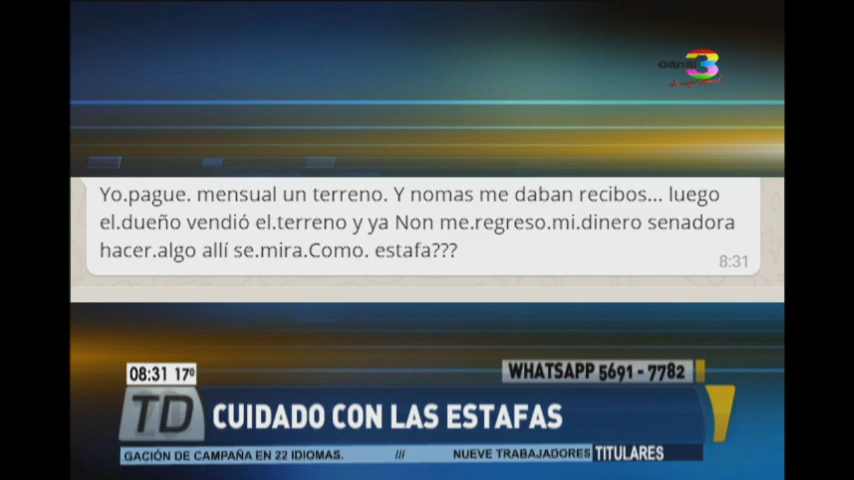 canal 3
Yo.pague. mensual un terreno. Y nomas me daban recibos... luego
el.dueño vendió el.terreno y ya Non me.regreso.mi.dinero senadora
hacer.algo allí se.mira.Como. estafa???
8:31
08:31 17º
WHATSAPP 5691 - 7782
TD
CUIDADO CON LAS ESTAFAS
GACIÓN DE CAMPAÑA EN 22 IDIOMAS. /// NUEVE TRABAJADORES
TITULARES